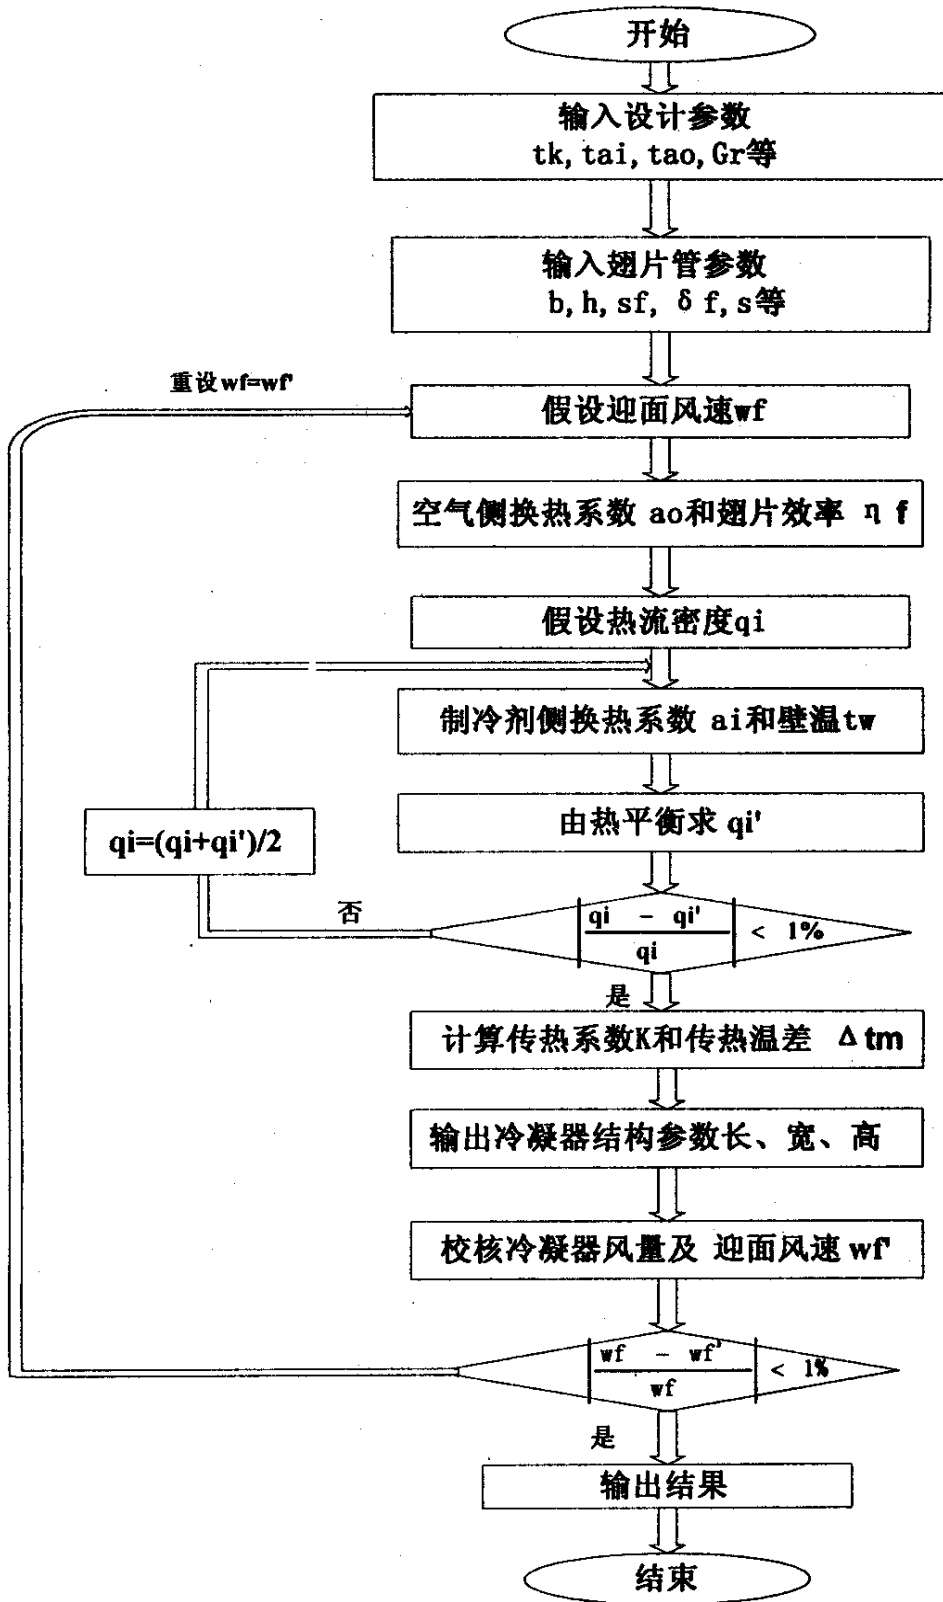 开始
输入设计参数
tk, tai, tao, Gr等
输入翅片管参数
b, h, sf, δf, s等
重设wf=wf'
假设迎面风速wf
空气侧换热系数 ao和翅片效率 ηf
假设热流密度qi
制冷剂侧换热系数 ai和壁温tw
由热平衡求 qi'
qi=(qi+qi')/2
否
|qi - qi'| < 1%
qi
是
计算传热系数K和传热温差 Δtm
输出冷凝器结构参数长、宽、高
校核冷凝器风量及 迎面风速 wf'
|wf - wf'| < 1%
wf
是
输出结果
结束